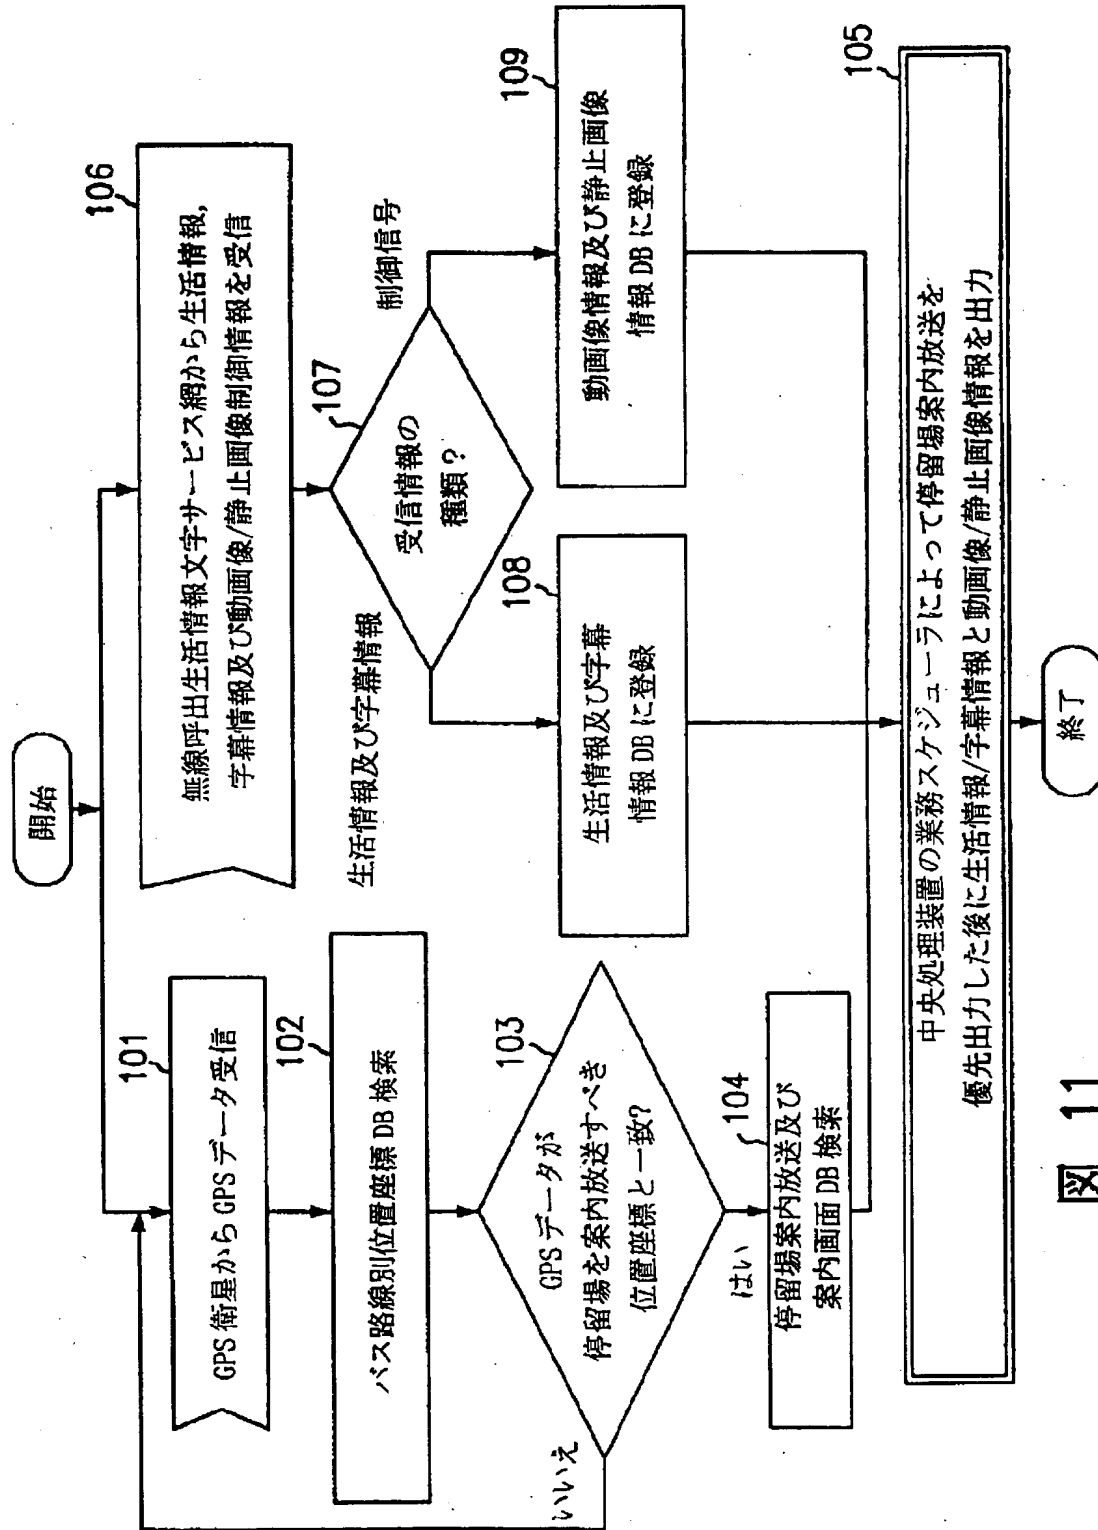 開始
101
GPS衛星からGPSデータ受信
102
バス路線別位置座標DB検索
103
GPSデータが
停留場を案内放送すべき
位置座標と一致?
いいえ
はい
104
停留場案内放送及び
案内画面DB検索
106
無線呼出生活情報文字サービス網から生活情報,
字幕情報及び動画像/静止画像制御情報を受信
107
受信情報の
種類?
生活情報及び字幕情報
制御信号
108
生活情報及び字幕
情報DBに登録
109
動画像情報及び静止画像
情報DBに登録
105
中央処理装置の業務スケジューラによって停留場案内放送を
優先出力した後に生活情報/字幕情報と動画像/静止画像情報を出力
終了
図 11